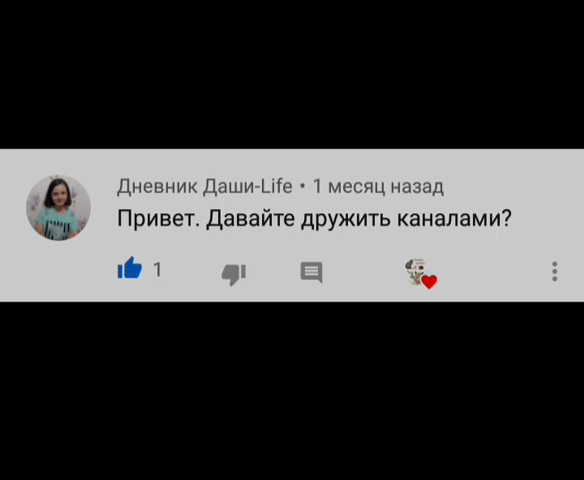 Дневник Даши-Life • 1 месяц назад
Привет. Давайте дружить каналами?
1